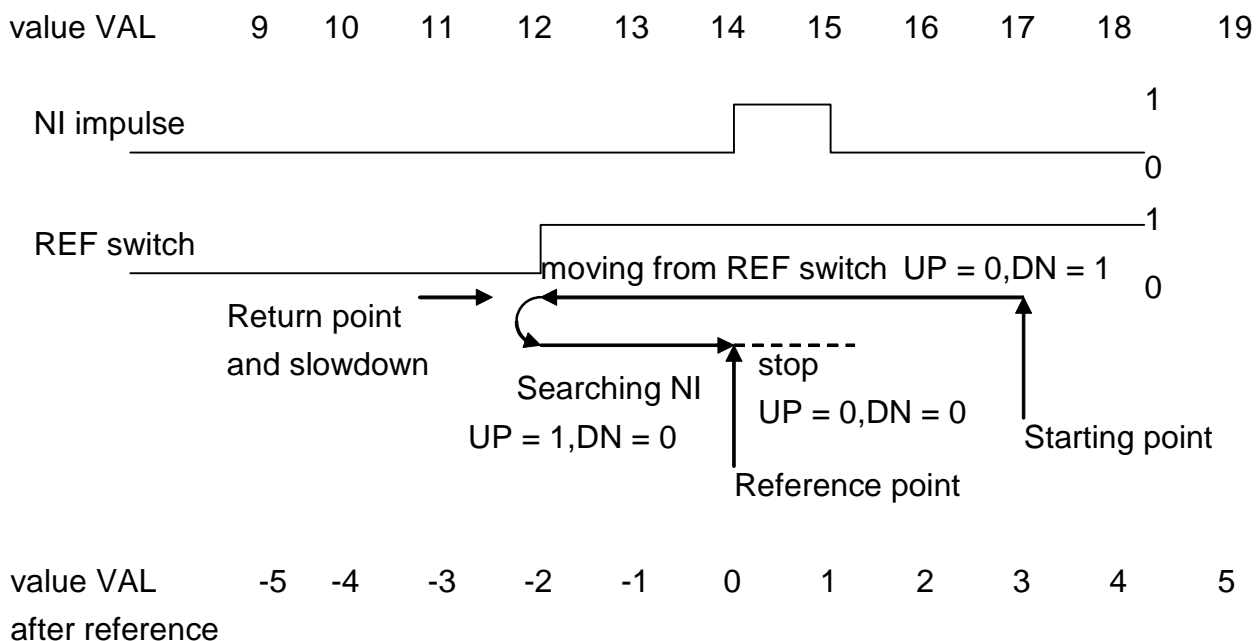 value VAL 9 10 11 12 13 14 15 16 17 18 19
1
NI impulse
0
1
REF switch
moving from REF switch UP = 0,DN = 1
0
Return point
and slowdown
stop
Searching NI
UP = 0,DN = 0
UP = 1,DN = 0
Starting point
Reference point
value VAL -5 -4 -3 -2 -1 0 1 2 3 4 5
after reference